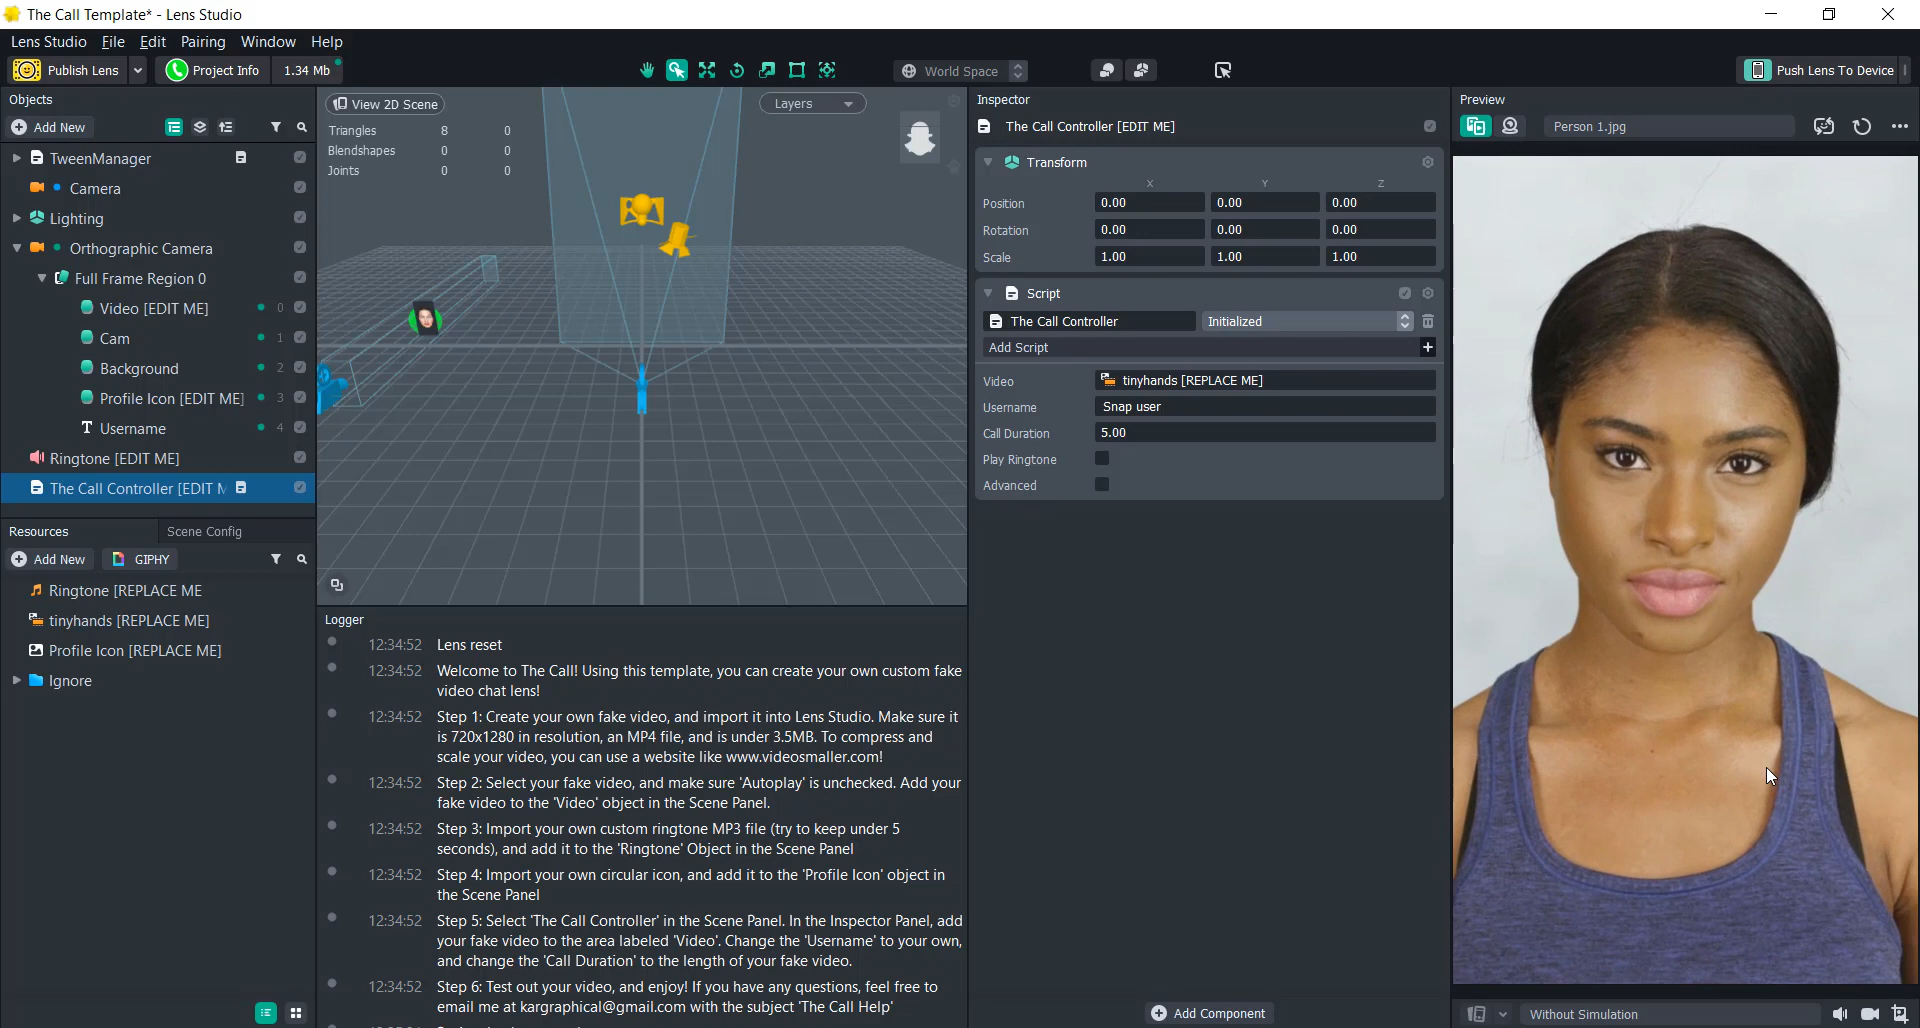 The Call Template* - Lens Studio
Lens Studio File Edit Pairing Window Help
Publish Lens Project Info 1.34 Mb World Space Push Lens To Device
Objects
Add New
TweenManager
Camera
Lighting
Orthographic Camera
Full Frame Region 0
Video [EDIT ME] 0
Cam 1
Background 2
Profile Icon [EDIT ME] 3
T Username 4
Ringtone [EDIT ME]
The Call Controller [EDIT M
Resources Scene Config
Add New GIPHY
Ringtone [REPLACE ME
tinyhands [REPLACE ME]
Profile Icon [REPLACE ME]
Ignore
View 2D Scene Layers
Triangles 8 0
Blendshapes 0 0
Joints 0 0
Logger
12:34:52 Lens reset
12:34:52 Welcome to The Call! Using this template, you can create your own custom fake
video chat lens!
12:34:52 Step 1: Create your own fake video, and import it into Lens Studio. Make sure it
is 720x1280 in resolution, an MP4 file, and is under 3.5MB. To compress and
scale your video, you can use a website like www.videosmaller.com!
12:34:52 Step 2: Select your fake video, and make sure 'Autoplay' is unchecked. Add your
fake video to the 'Video' object in the Scene Panel.
12:34:52 Step 3: Import your own custom ringtone MP3 file (try to keep under 5
seconds), and add it to the 'Ringtone' Object in the Scene Panel
12:34:52 Step 4: Import your own circular icon, and add it to the 'Profile Icon' object in
the Scene Panel
12:34:52 Step 5: Select 'The Call Controller' in the Scene Panel. In the Inspector Panel, add
your fake video to the area labeled 'Video'. Change the 'Username' to your own,
and change the 'Call Duration' to the length of your fake video.
12:34:52 Step 6: Test out your video, and enjoy! If you have any questions, feel free to
email me at kargraphical@gmail.com with the subject 'The Call Help'
Inspector
The Call Controller [EDIT ME]
Transform
X Y Z
Position 0.00 0.00 0.00
Rotation 0.00 0.00 0.00
Scale 1.00 1.00 1.00
Script
The Call Controller Initialized
Add Script
Video tinyhands [REPLACE ME]
Username Snap user
Call Duration 5.00
Play Ringtone
Advanced
Add Component
Preview
Person 1.jpg
Without Simulation